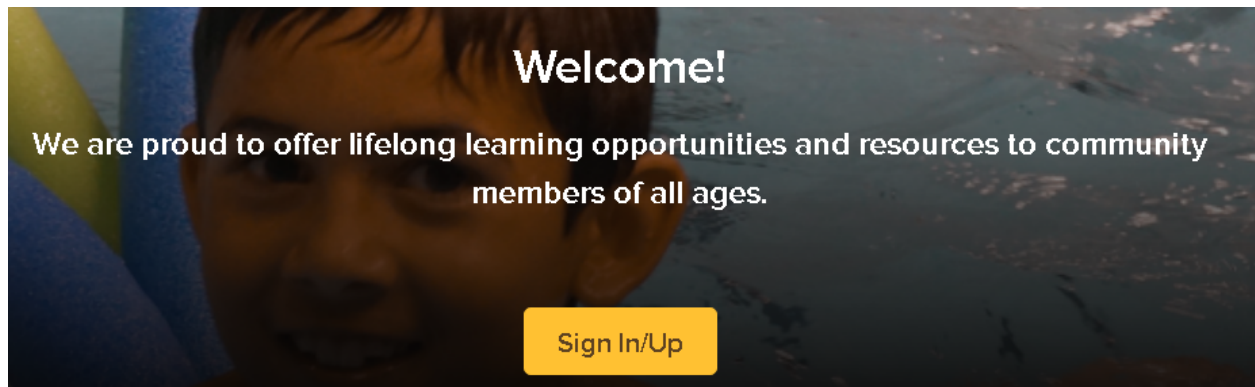 Welcome!
We are proud to offer lifelong learning opportunities and resources to community
members of all ages.
Sign In/Up